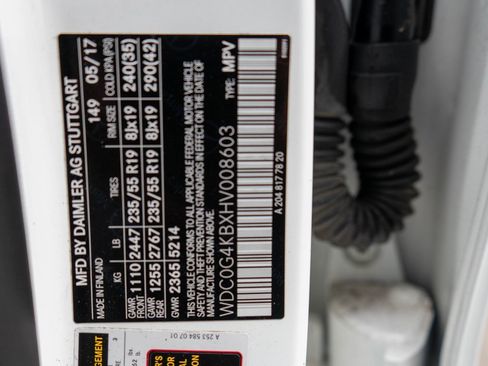 MFD BY DAIMLER AG STUTTGART
MADE IN FINLAND 149 05/17
KG LB TIRES RIM SIZE COLD KPA (PSI)
GAWR FRONT 1110 2447 235/55 R19 8Jx19 240(35)
GAWR REAR 1255 2767 235/55 R19 8Jx19 290(42)
GVWR 2365 5214
THIS VEHICLE CONFORMS TO ALL APPLICABLE FEDERAL MOTOR VEHICLE
SAFETY AND THEFT PREVENTION STANDARDS IN EFFECT ON THE DATE OF
MANUFACTURE SHOWN ABOVE.
WDC0G4KBXHV008603 TYPE: MPV
A 204 817 78 20
A 253 584 07 01